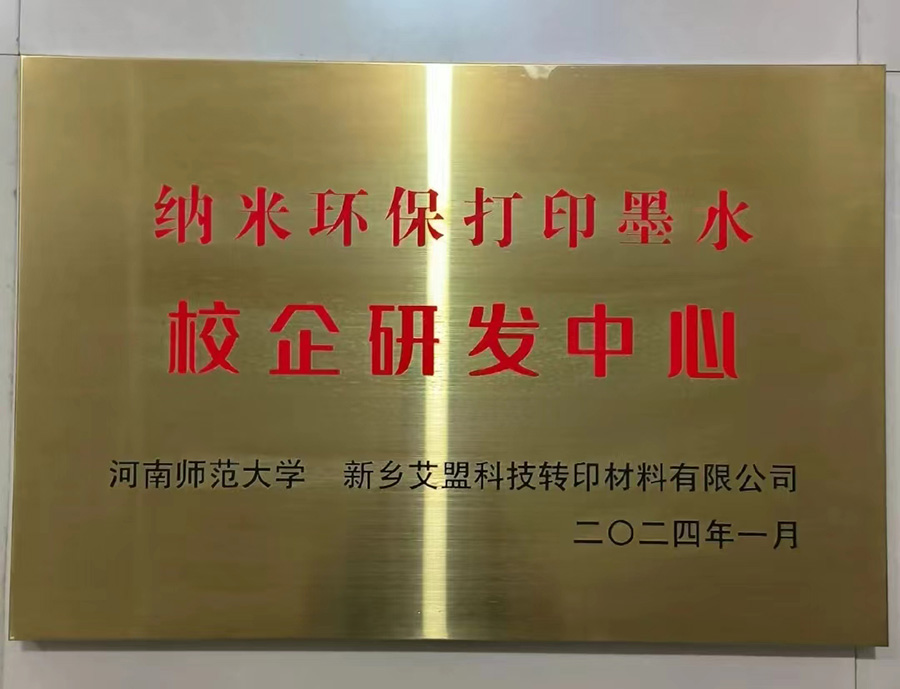 纳米环保打印墨水
校企研发中心
河南师范大学 新乡艾盟科技转印材料有限公司
二〇二四年一月